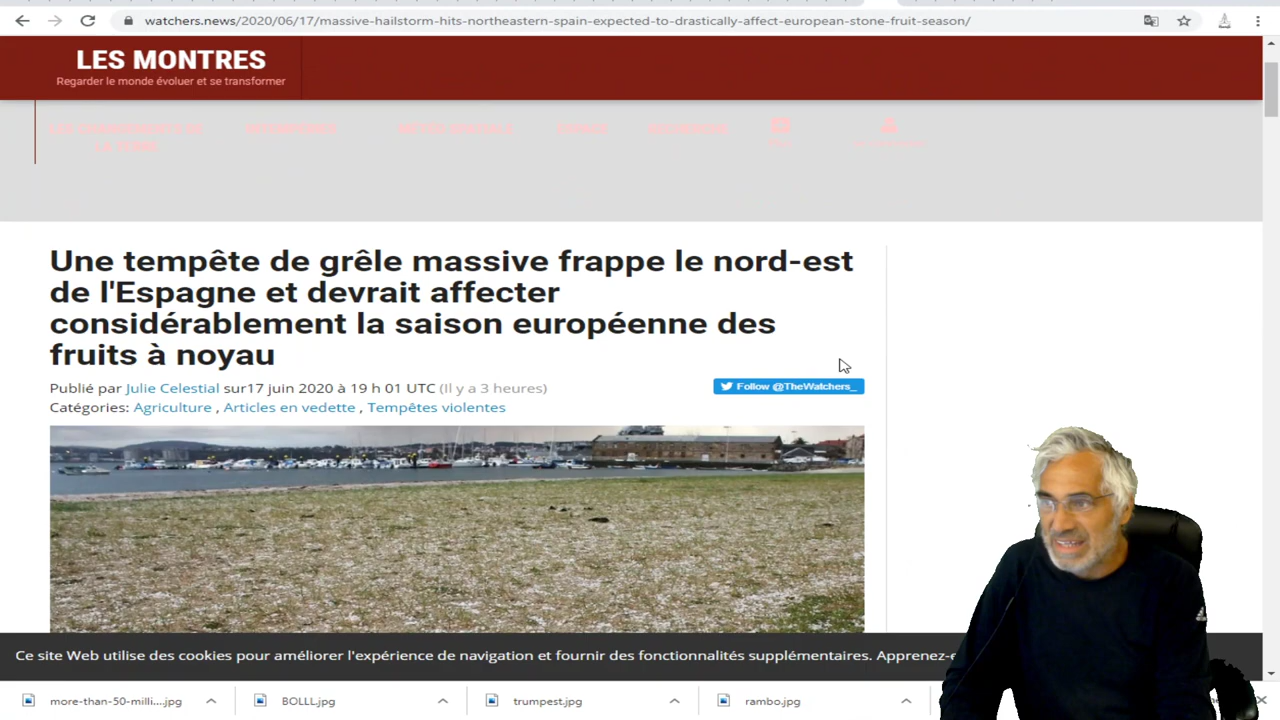 watchers.news/2020/06/17/massive-hailstorm-hits-northeastern-spain-expected-to-drastically-affect-european-stone-fruit-season/
LES MONTRES
Regarder le monde évoluer et se transformer
Une tempête de grêle massive frappe le nord-est
de l'Espagne et devrait affecter
considérablement la saison européenne des
fruits à noyau
Publié par Julie Celestial sur17 juin 2020 à 19 h 01 UTC (Il y a 3 heures)
Follow @TheWatchers_
Catégories: Agriculture , Articles en vedette , Tempêtes violentes
Ce site Web utilise des cookies pour améliorer l'expérience de navigation et fournir des fonctionnalités supplémentaires. Apprenez-e
more-than-50-milli....jpg
BOLLL.jpg
trumpest.jpg
rambo.jpg